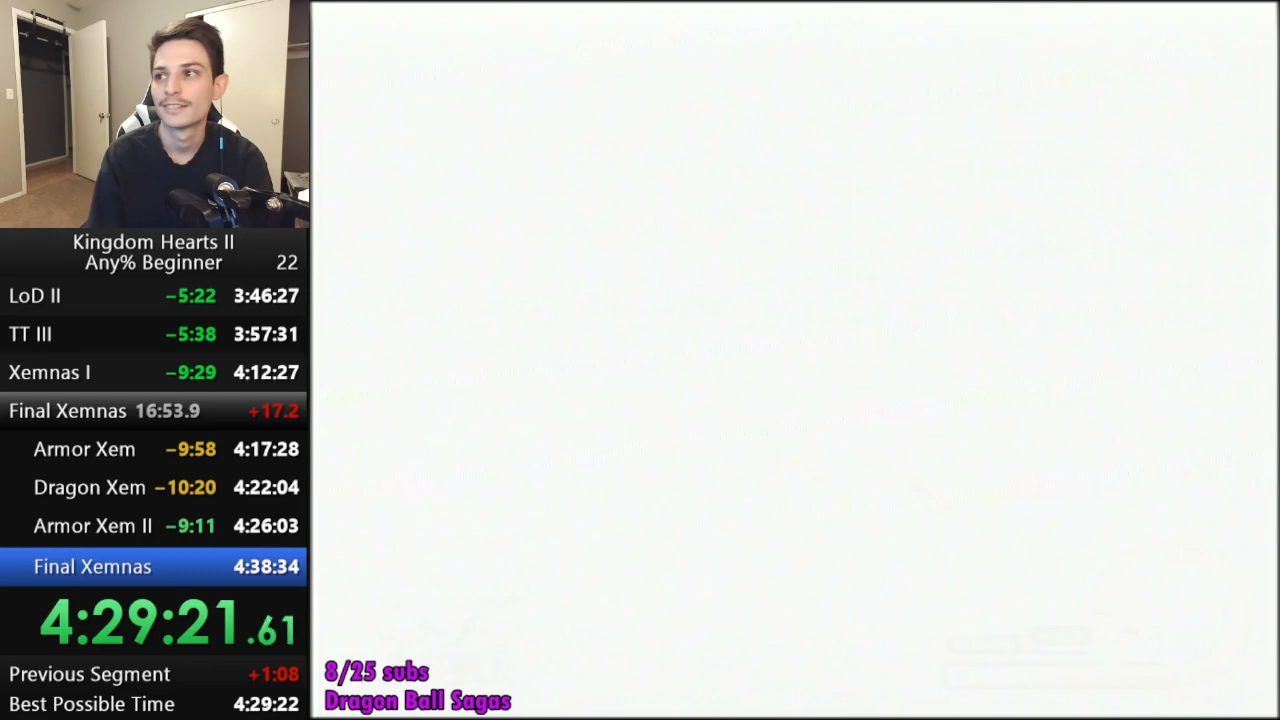 Kingdom Hearts II
Any% Beginner 22
LoD II -5:22 3:46:27
TT III -5:38 3:57:31
Xemnas I -9:29 4:12:27
Final Xemnas 16:53.9 +17.2
Armor Xem -9:58 4:17:28
Dragon Xem -10:20 4:22:04
Armor Xem II -9:11 4:26:03
Final Xemnas 4:38:34
4:29:21.61
Previous Segment +1:08
Best Possible Time 4:29:22
8/25 subs
Dragon Ball Sagas